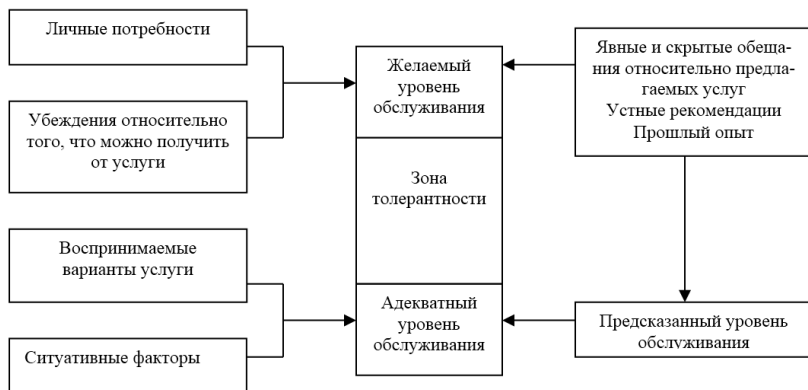 Личные потребности
Убеждения относительно
того, что можно получить
от услуги
Воспринимаемые
варианты услуги
Ситуативные факторы
Желаемый
уровень
обслуживания
Зона
толерантности
Адекватный
уровень
обслуживания
Явные и скрытые обеща-
ния относительно предла-
гаемых услуг
Устные рекомендации
Прошлый опыт
Предсказанный уровень
обслуживания